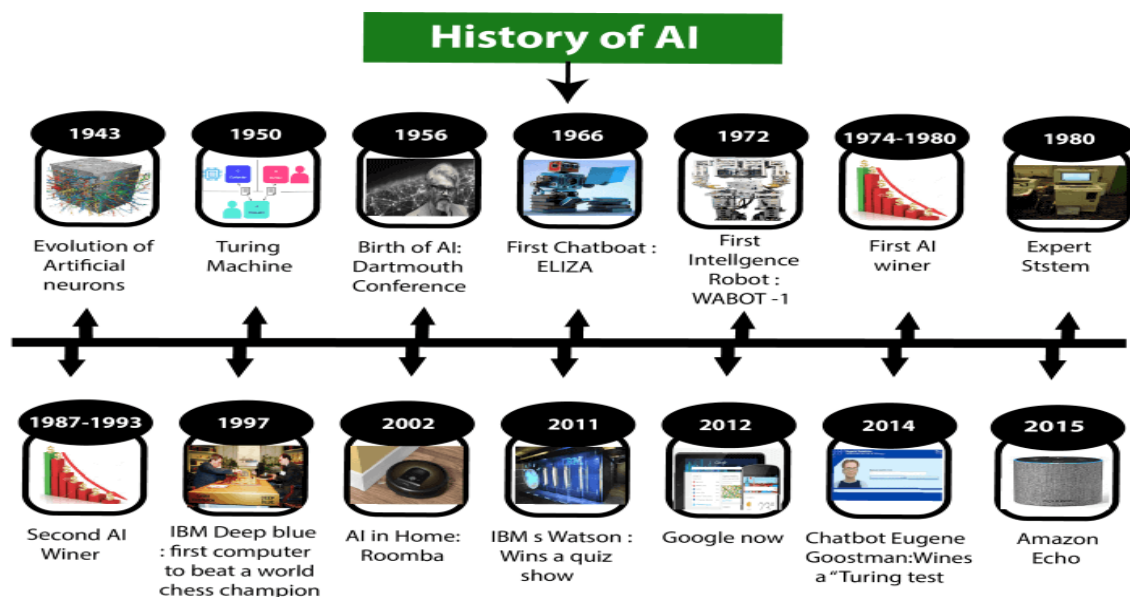 History of AI
1943
Evolution of
Artificial
neurons
1950
Turing
Machine
1956
Birth of AI:
Dartmouth
Conference
1966
First Chatboat :
ELIZA
1972
First
Intellgence
Robot :
WABOT -1
1974-1980
First AI
winer
1980
Expert
Ststem
1987-1993
Second AI
Winer
1997
IBM Deep blue
: first computer
to beat a world
chess champion
2002
AI in Home:
Roomba
2011
IBM s Watson :
Wins a quiz
show
2012
Google now
2014
Chatbot Eugene
Goostman:Wines
a “Turing test
2015
Amazon
Echo